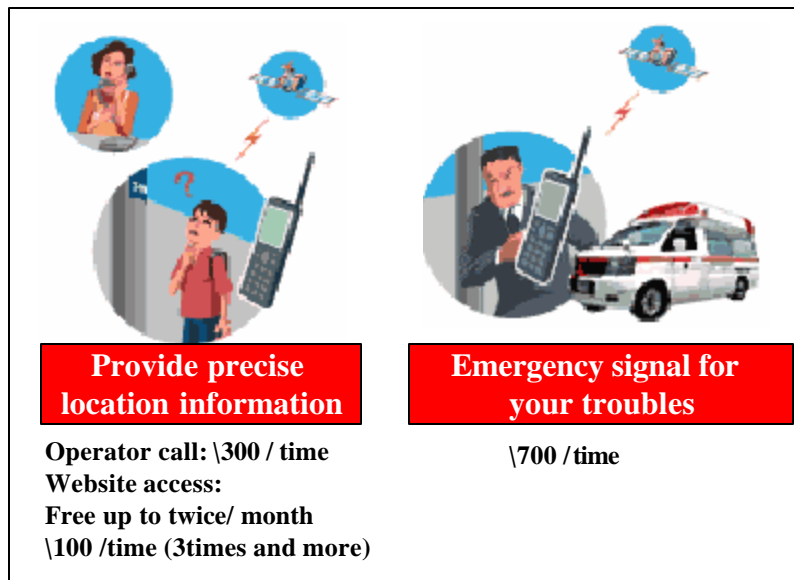 Provide precise
location information
Operator call: \300 / time
Website access:
Free up to twice/ month
\100 /time (3times and more)
Emergency signal for
your troubles
\700 /time